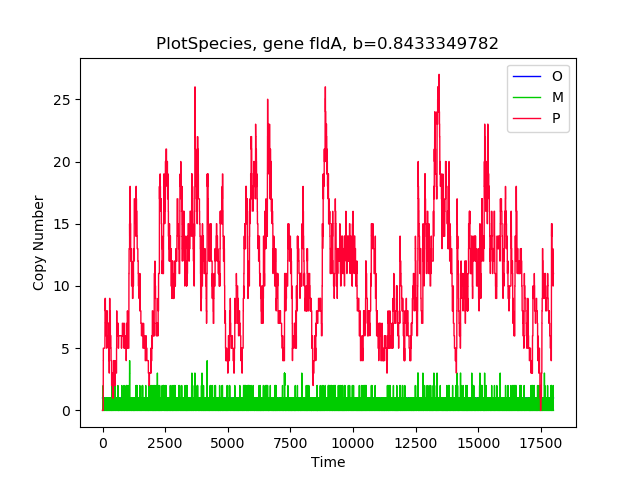 PlotSpecies, gene fldA, b=0.8433349782
O
M
P
25
20
15
10
5
0
Copy Number
0 2500 5000 7500 10000 12500 15000 17500
Time